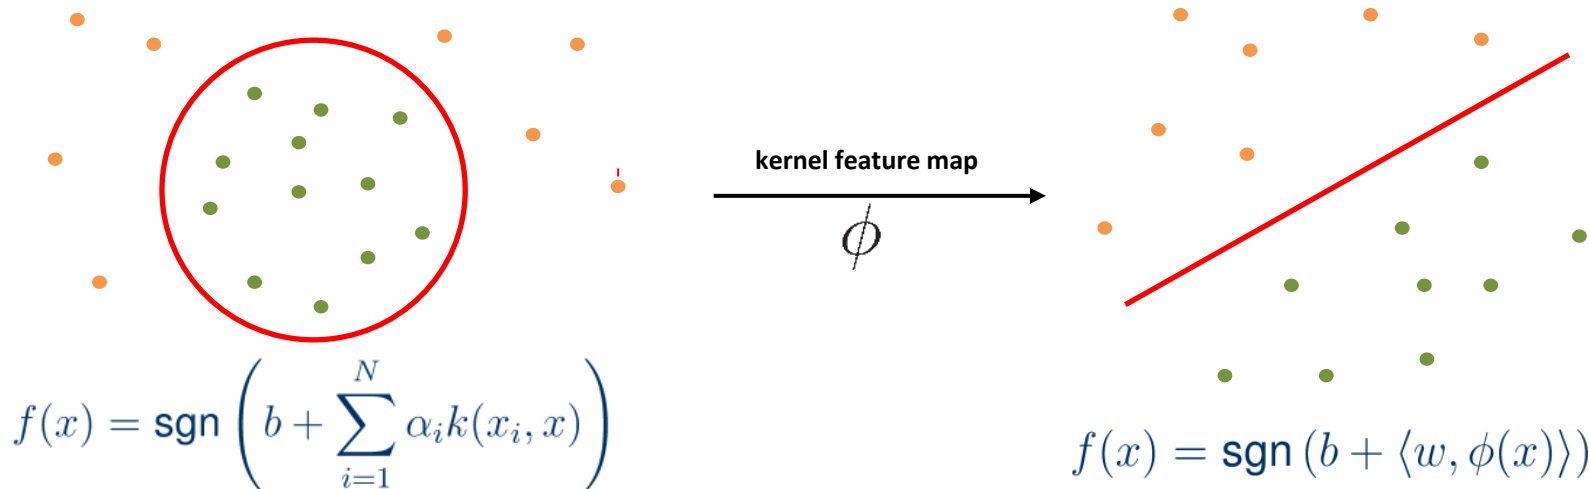 kernel feature map
ϕ
f(x) = sgn ( b + ∑_{i=1}^{N} α_i k(x_i, x) )
f(x) = sgn (b + ⟨w, ϕ(x)⟩)